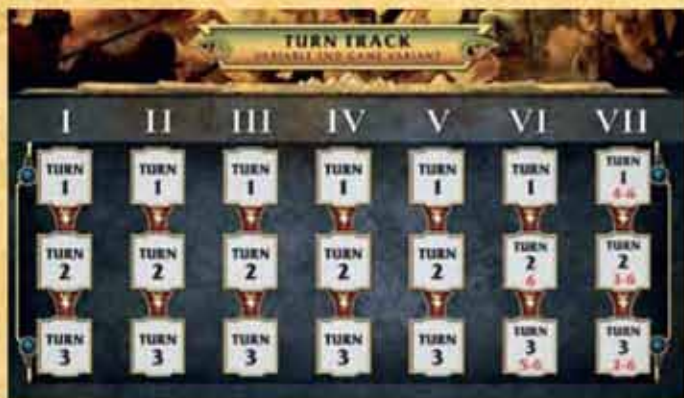 TURN TRACK
VARIABLE END GAME VARIANT
I II III IV V VI VII
TURN TURN TURN TURN TURN TURN TURN
1 1 1 1 1 1 1
4-6
TURN TURN TURN TURN TURN TURN TURN
2 2 2 2 2 2 2
6 3-6
TURN TURN TURN TURN TURN TURN TURN
3 3 3 3 3 3 3
5-6 2-6